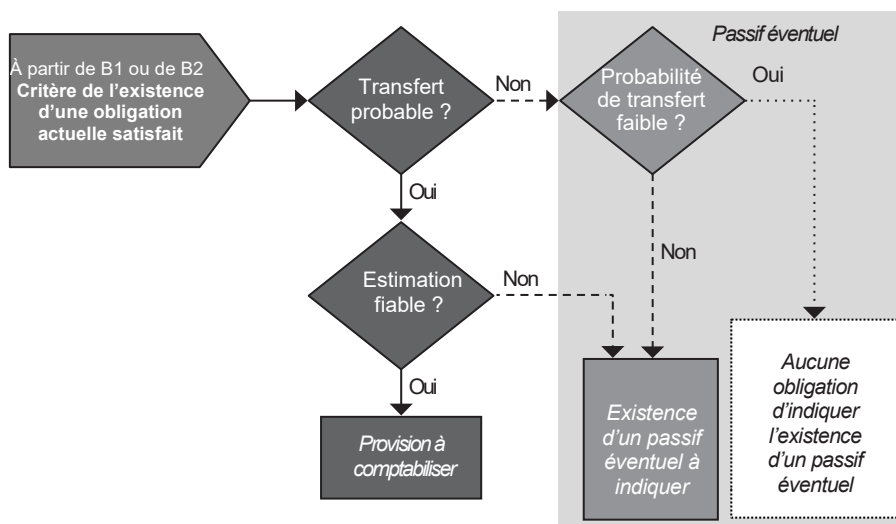 Passif éventuel
À partir de B1 ou de B2
Critère de l’existence
d’une obligation
actuelle satisfait
Transfert
probable ?
Non
Probabilité
de transfert
faible ?
Oui
Oui
Non
Estimation
fiable ?
Non
Oui
Provision à
comptabiliser
Existence
d’un passif
éventuel à
indiquer
Aucune
obligation
d’indiquer
l’existence
d’un passif
éventuel